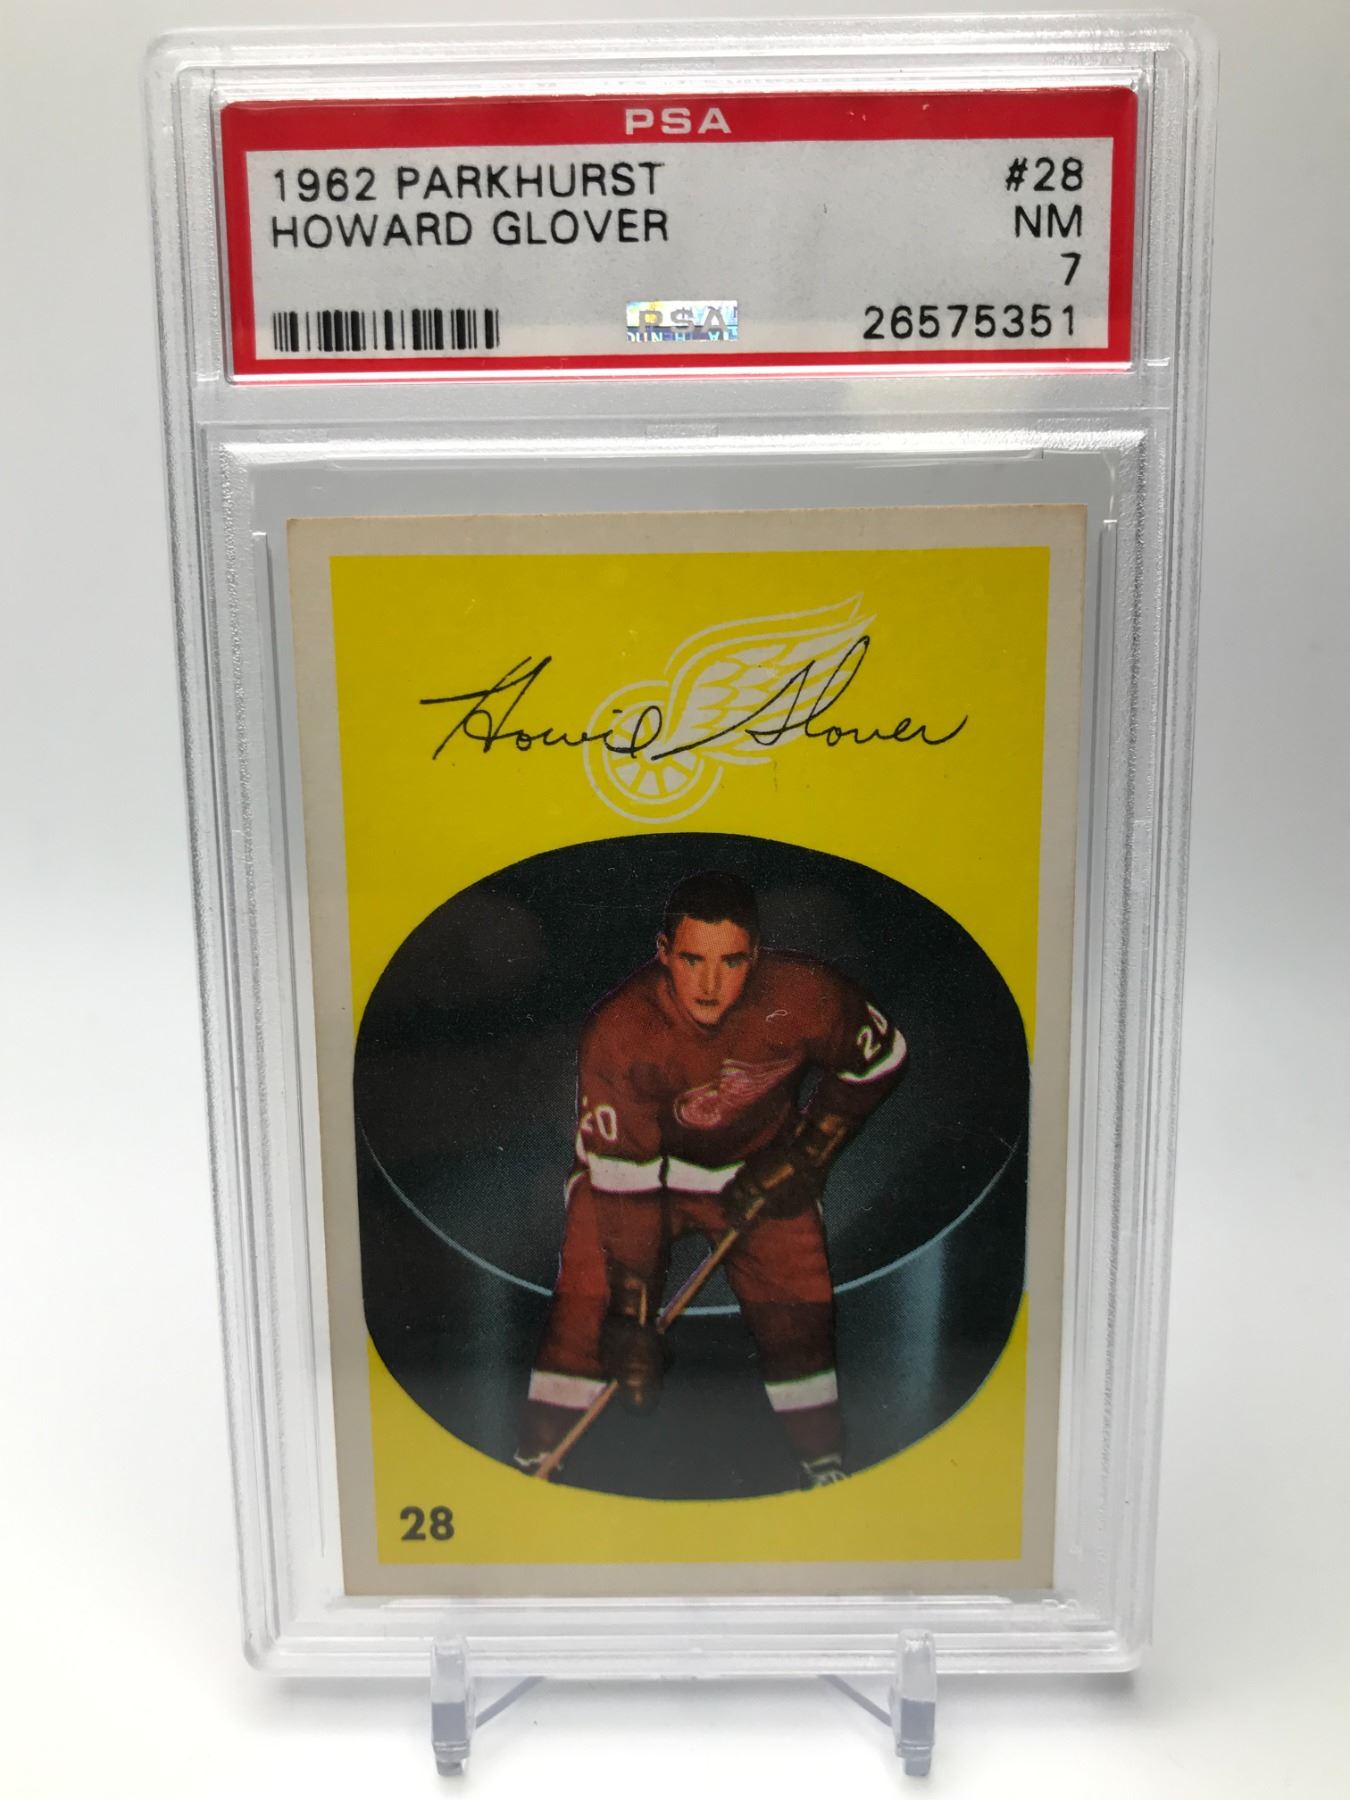 PSA
1962 PARKHURST #28
HOWARD GLOVER NM
7
PSA 26575351
Howie Glover
20
20
28